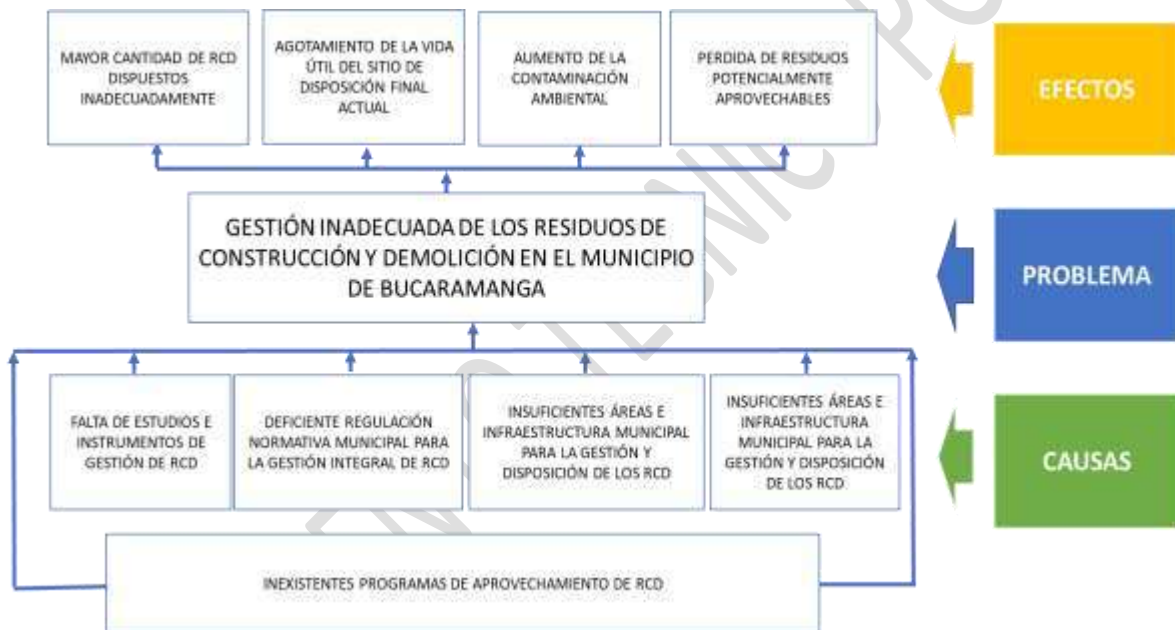 MAYOR CANTIDAD DE RCD
DISPUESTOS
INADECUADAMENTE
AGOTAMIENTO DE LA VIDA
ÚTIL DEL SITIO DE
DISPOSICIÓN FINAL
ACTUAL
AUMENTO DE LA
CONTAMINACIÓN
AMBIENTAL
PERDIDA DE RESIDUOS
POTENCIALMENTE
APROVECHABLES
EFECTOS
GESTIÓN INADECUADA DE LOS RESIDUOS DE
CONSTRUCCIÓN Y DEMOLICIÓN EN EL MUNICIPIO
DE BUCARAMANGA
PROBLEMA
FALTA DE ESTUDIOS E
INSTRUMENTOS DE
GESTIÓN DE RCD
DEFICIENTE REGULACIÓN
NORMATIVA MUNICIPAL PARA
LA GESTIÓN INTEGRAL DE RCD
INSUFICIENTES ÁREAS E
INFRAESTRUCTURA MUNICIPAL
PARA LA GESTIÓN Y
DISPOSICIÓN DE LOS RCD
INSUFICIENTES ÁREAS E
INFRAESTRUCTURA
MUNICIPAL PARA LA
GESTIÓN Y DISPOSICIÓN
DE LOS RCD
CAUSAS
INEXISTENTES PROGRAMAS DE APROVECHAMIENTO DE RCD